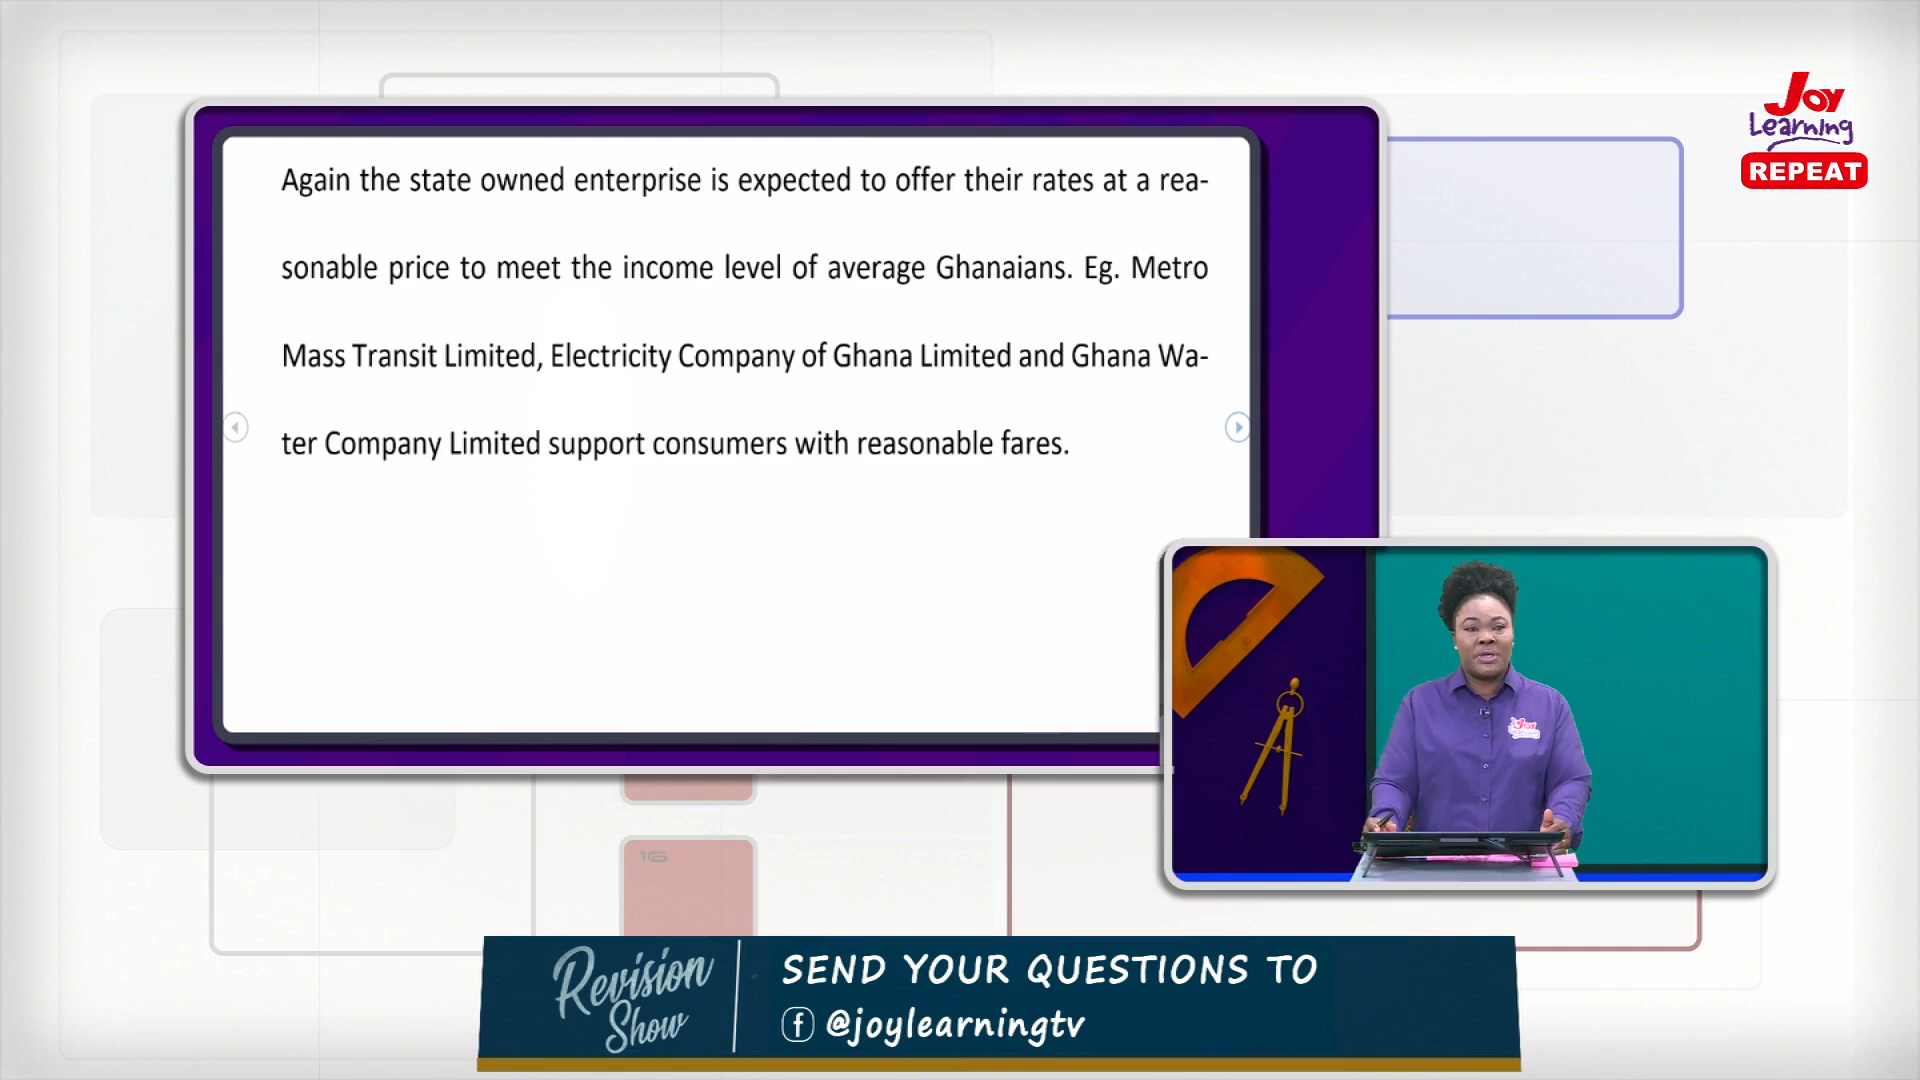 Joy
Learning
REPEAT
Again the state owned enterprise is expected to offer their rates at a rea-
sonable price to meet the income level of average Ghanaians. Eg. Metro
Mass Transit Limited, Electricity Company of Ghana Limited and Ghana Wa-
ter Company Limited support consumers with reasonable fares.
Joy
1G
Revision
Show
SEND YOUR QUESTIONS TO
@joylearningtv